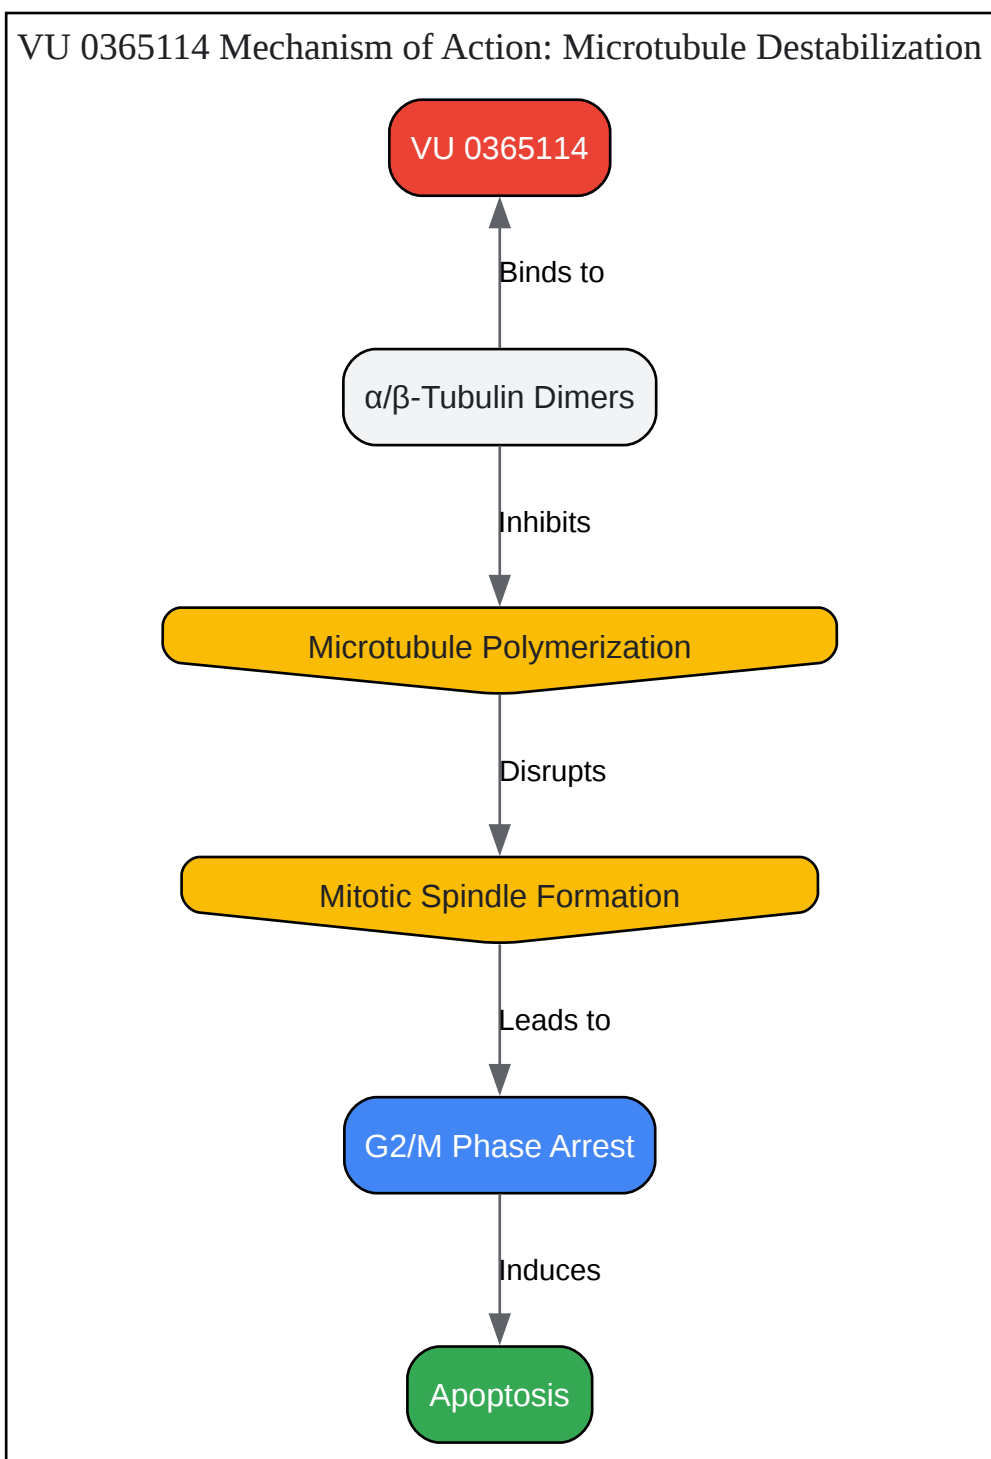 VU 0365114 Mechanism of Action: Microtubule Destabilization
VU 0365114
Binds to
α/β-Tubulin Dimers
Inhibits
Microtubule Polymerization
Disrupts
Mitotic Spindle Formation
Leads to
G2/M Phase Arrest
Induces
Apoptosis